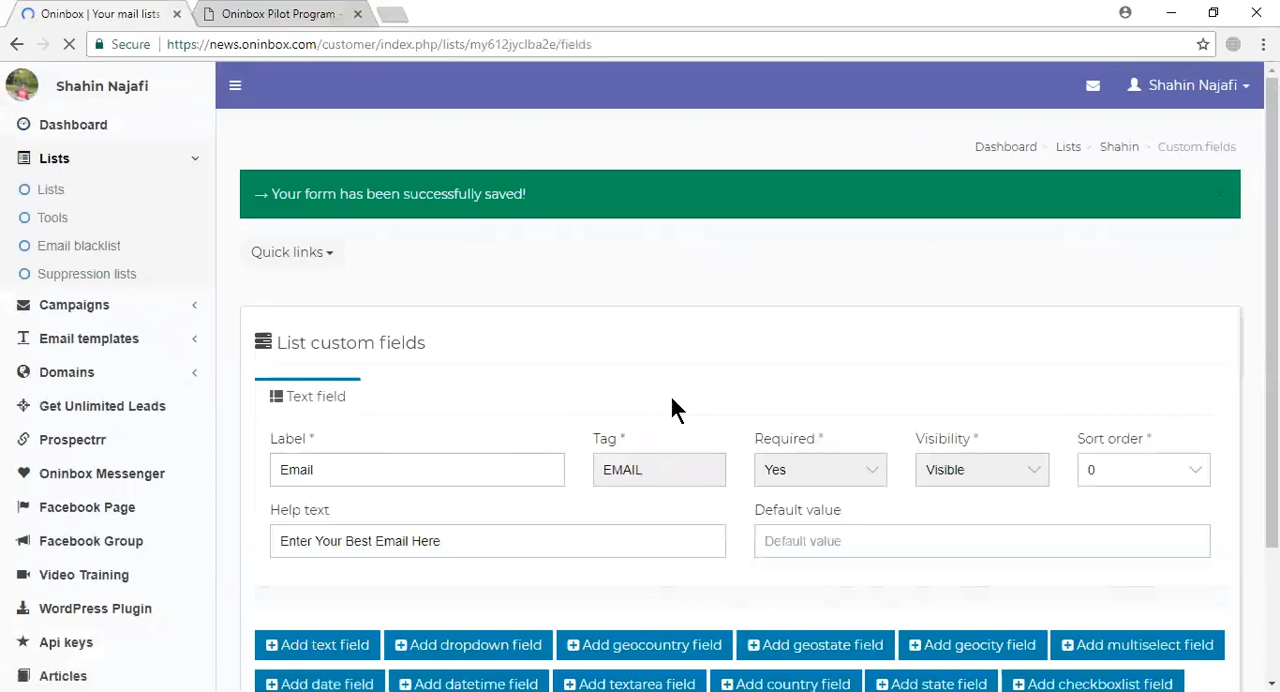 Oninbox | Your mail lists
Oninbox Pilot Program -
Secure
https://news.oninbox.com/customer/index.php/lists/my612jyclba2e/fields
Shahin Najafi
Shahin Najafi
Dashboard
Lists
Lists
Tools
Email blacklist
Suppression lists
Campaigns
Email templates
Domains
Get Unlimited Leads
Prospectrr
Oninbox Messenger
Facebook Page
Facebook Group
Video Training
WordPress Plugin
Api keys
Articles
Dashboard Lists Shahin Custom fields
→ Your form has been successfully saved!
Quick links
List custom fields
Text field
Label * Tag * Required * Visibility * Sort order *
Email EMAIL Yes Visible 0
Help text Default value
Enter Your Best Email Here Default value
Add text field Add dropdown field Add geocountry field Add geostate field Add geocity field Add multiselect field
Add date field Add datetime field Add textarea field Add country field Add state field Add checkboxlist field